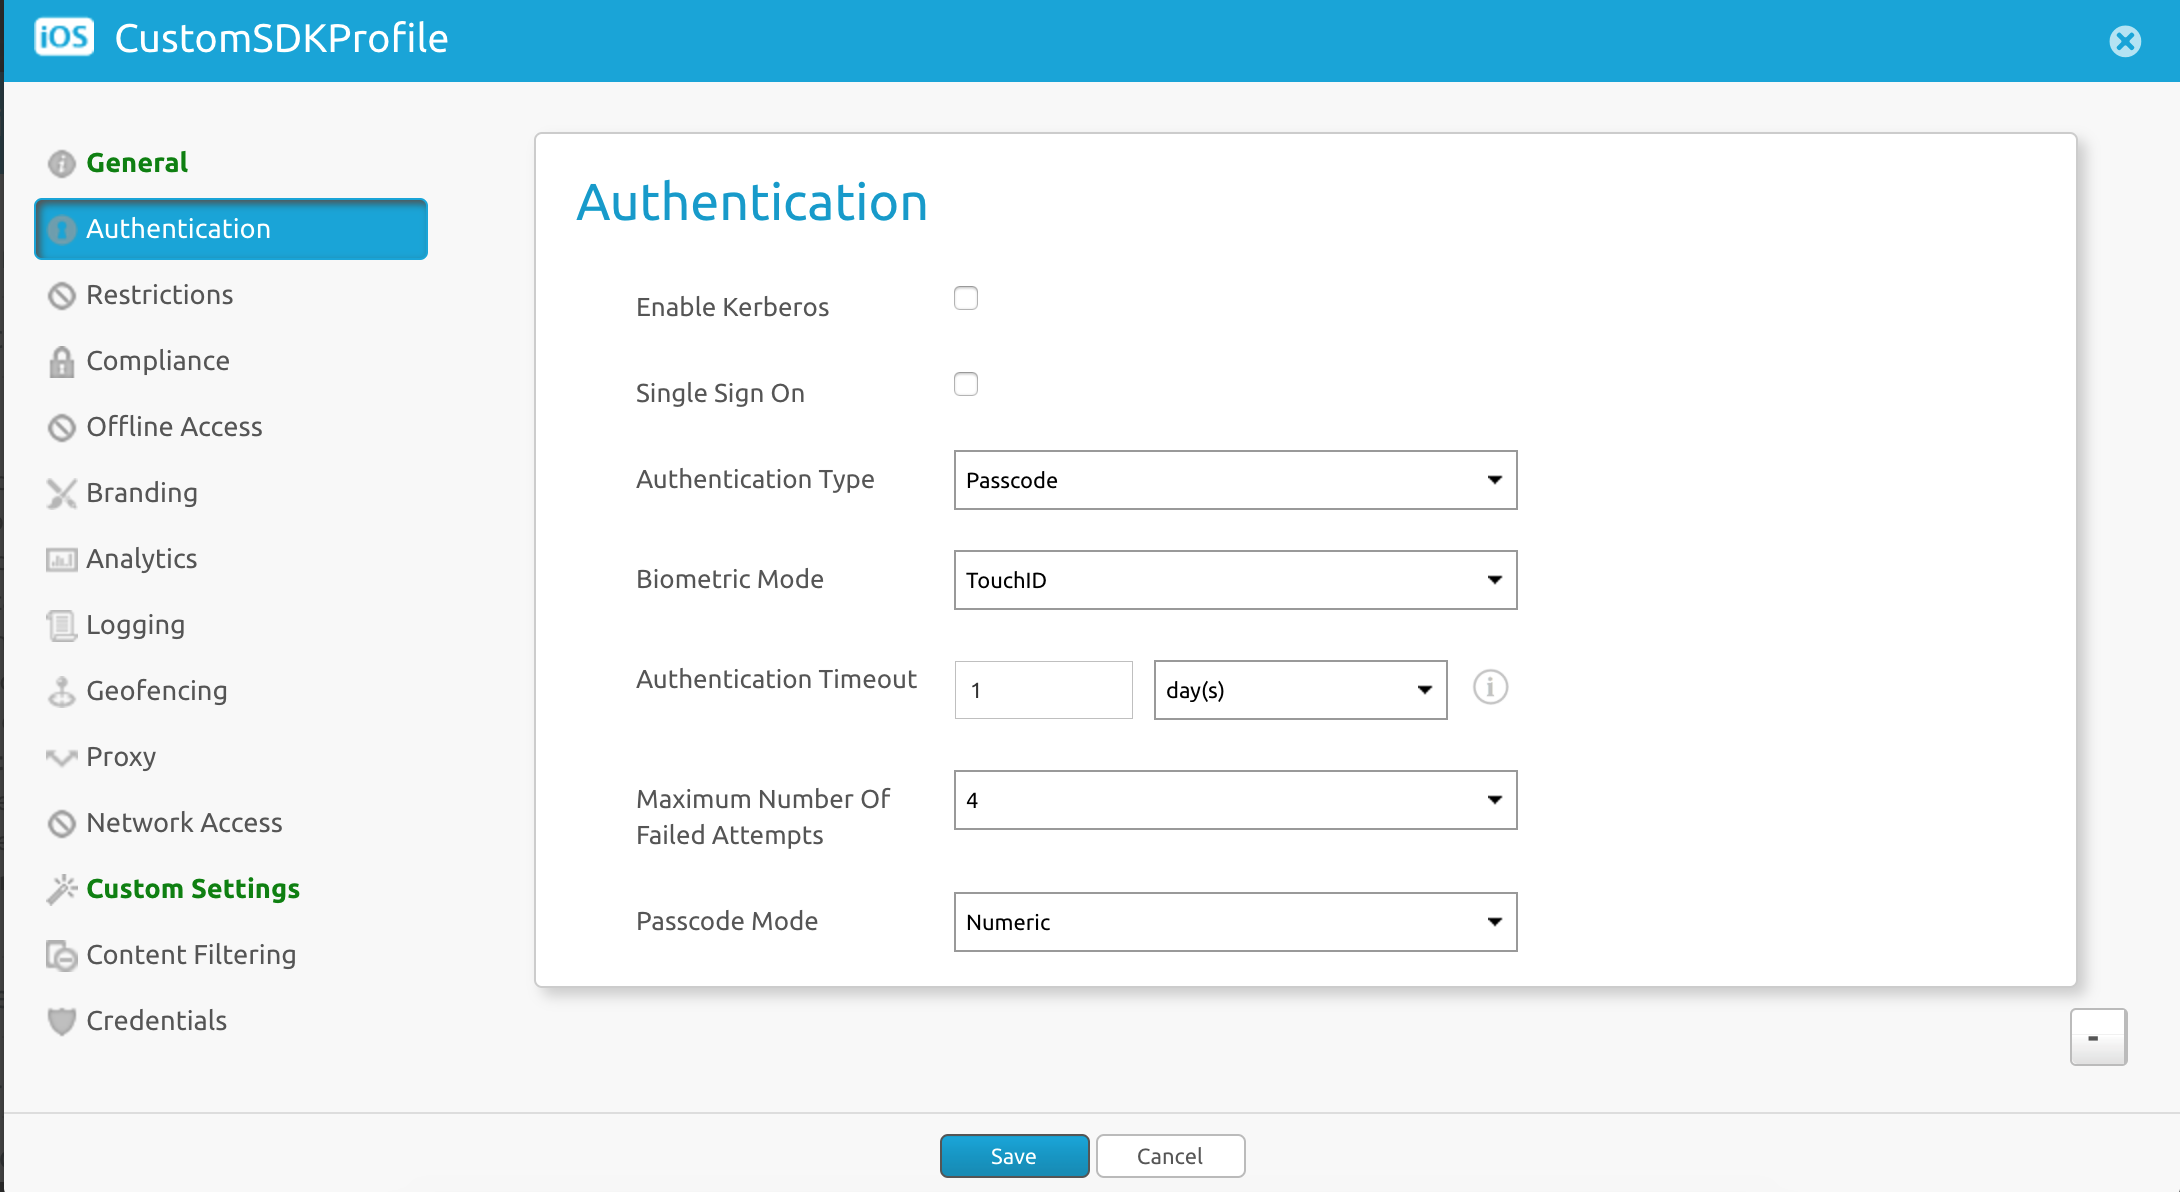 iOS CustomSDKProfile
General
Authentication
Restrictions
Compliance
Offline Access
Branding
Analytics
Logging
Geofencing
Proxy
Network Access
Custom Settings
Content Filtering
Credentials
Authentication
Enable Kerberos
Single Sign On
Authentication Type Passcode
Biometric Mode TouchID
Authentication Timeout 1 day(s)
Maximum Number Of
Failed Attempts
4
Passcode Mode Numeric
-
Save Cancel